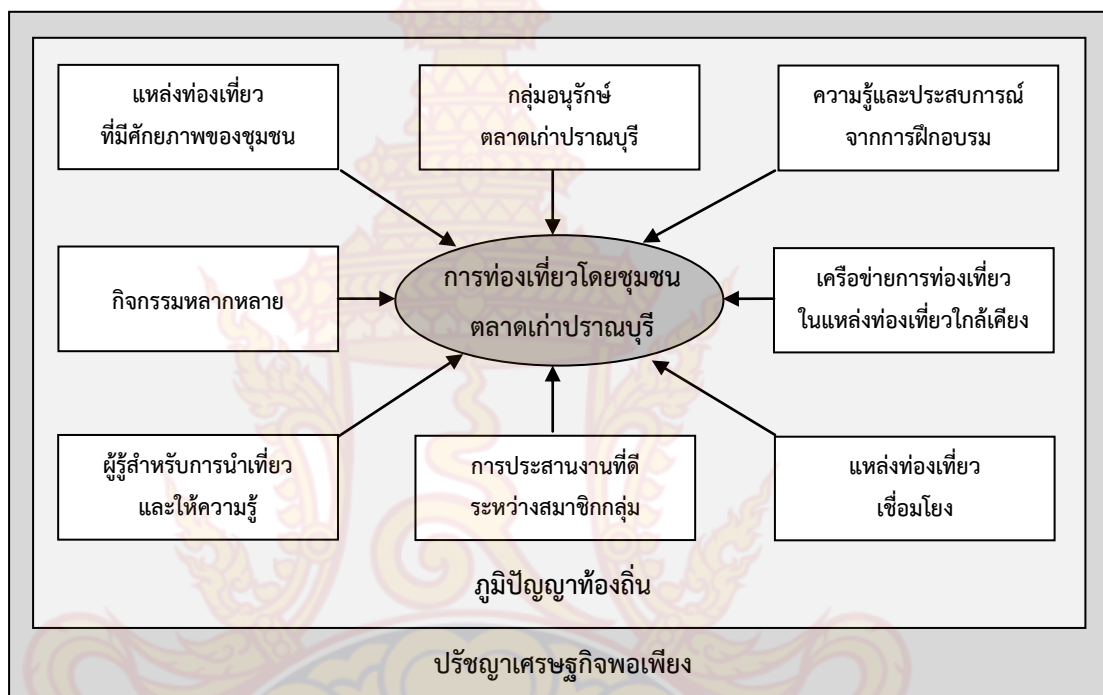 แหล่งท่องเที่ยว
ที่มีศักยภาพของชุมชน
กลุ่มอนุรักษ์
ตลาดเก่าปราณบุรี
ความรู้และประสบการณ์
จากการฝึกอบรม
กิจกรรมหลากหลาย
การท่องเที่ยวโดยชุมชน
ตลาดเก่าปราณบุรี
เครือข่ายการท่องเที่ยว
ในแหล่งท่องเที่ยวใกล้เคียง
ผู้รู้สำหรับการนำเที่ยว
และให้ความรู้
การประสานงานที่ดี
ระหว่างสมาชิกกลุ่ม
แหล่งท่องเที่ยว
เชื่อมโยง
ภูมิปัญญาท้องถิ่น
ปรัชญาเศรษฐกิจพอเพียง